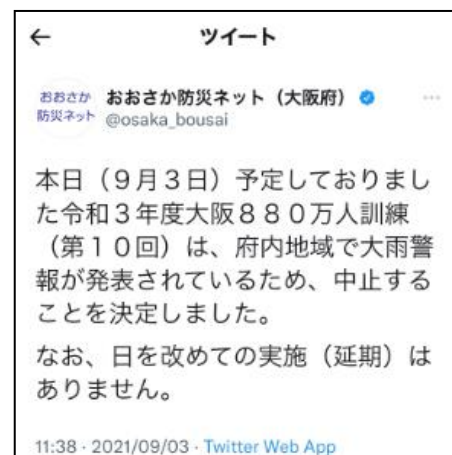 ツイート
おおさか
防災ネット
おおさか防災ネット（大阪府）
@osaka_bousai
本日（９月３日）予定しておりまし
た令和３年度大阪８８０万人訓練
（第１０回）は、府内地域で大雨警
報が発表されているため、中止する
ことを決定しました。
なお、日を改めての実施（延期）は
ありません。
11:38 · 2021/09/03 · Twitter Web App